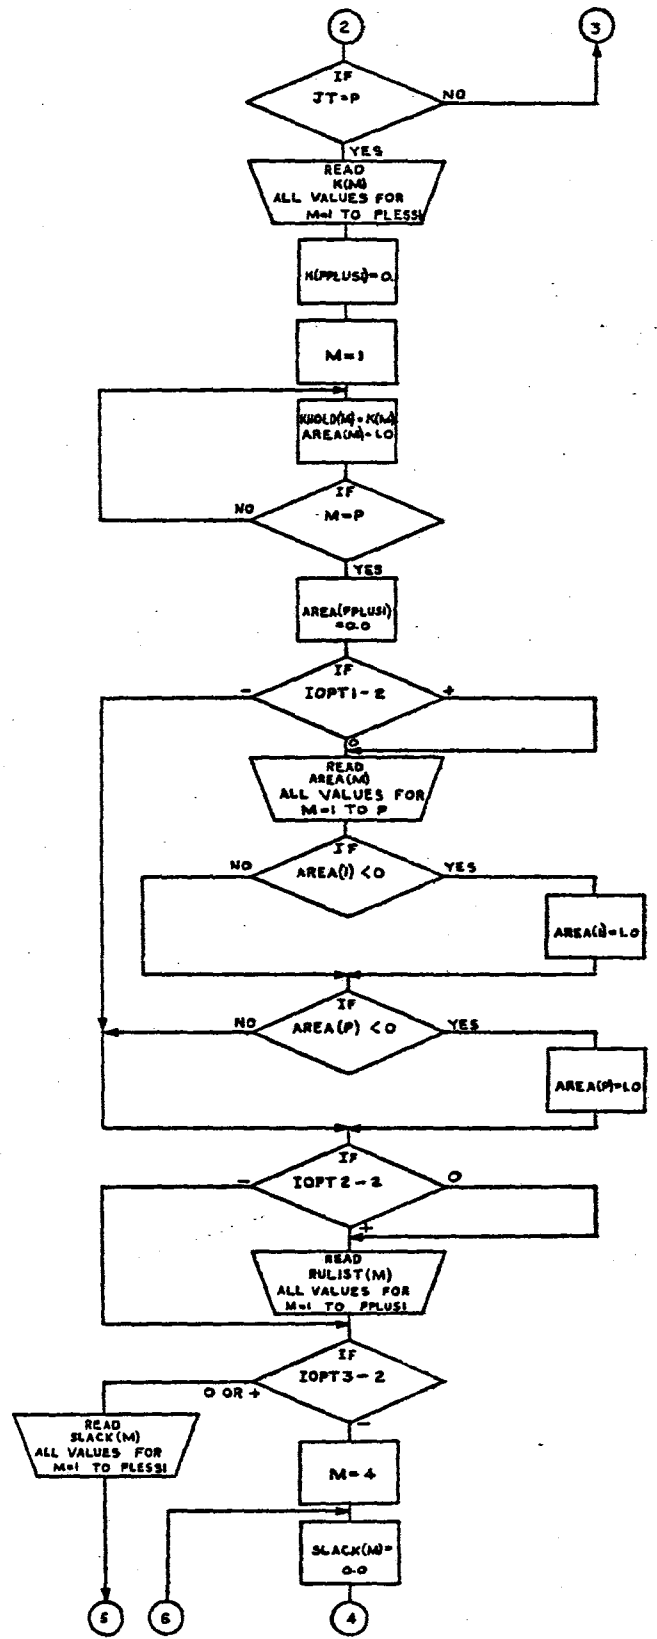 2
3
IF
JT=P
NO
YES
READ
K(M)
ALL VALUES FOR
M=1 TO PLESS1
K(PPLUS1)=0.
M=1
KHOLD(M)=K(M)
AREA(M)=1.0
IF
M=P
NO
YES
AREA(PPLUS1)
=0.0
IF
IOPT1-2
-
+
0
READ
AREA(M)
ALL VALUES FOR
M=1 TO P
IF
AREA(1)<0
NO
YES
AREA(1)=1.0
IF
AREA(P)<0
NO
YES
AREA(P)=1.0
IF
IOPT2-2
-
0
+
READ
RULIST(M)
ALL VALUES FOR
M=1 TO PPLUS1
IF
IOPT3-2
0 OR +
-
READ
SLACK(M)
ALL VALUES FOR
M=1 TO PLESS1
M=4
SLACK(M)=
0.0
5
6
4